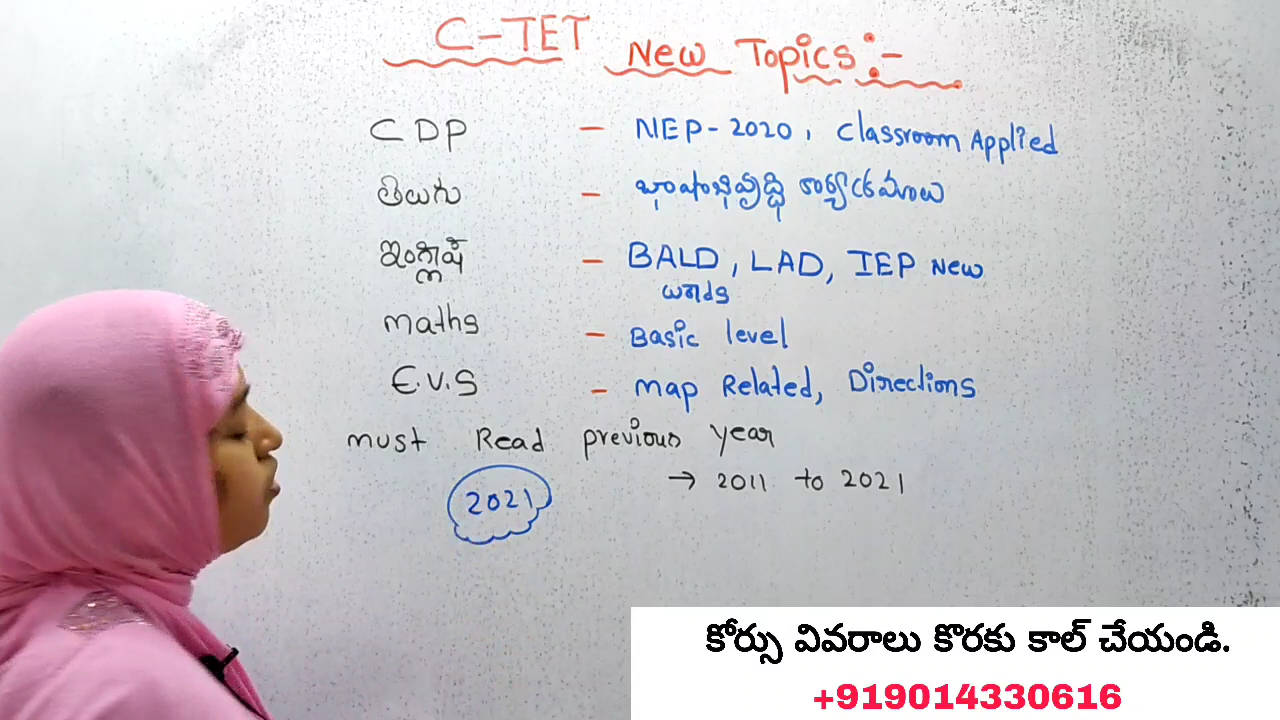 C-TET New Topics:-
CDP - NEP-2020, Classroom Applied
తెలుగు - భాషాభివృద్ధి కార్యక్రమాలు
ఇంగ్లీష్ - BALD, LAD, IEP New
words
maths - Basic level
E.V.S - map Related, Directions
must Read previous year
2021 → 2011 to 2021
కోర్సు వివరాలు కొరకు కాల్ చేయండి.
+919014330616